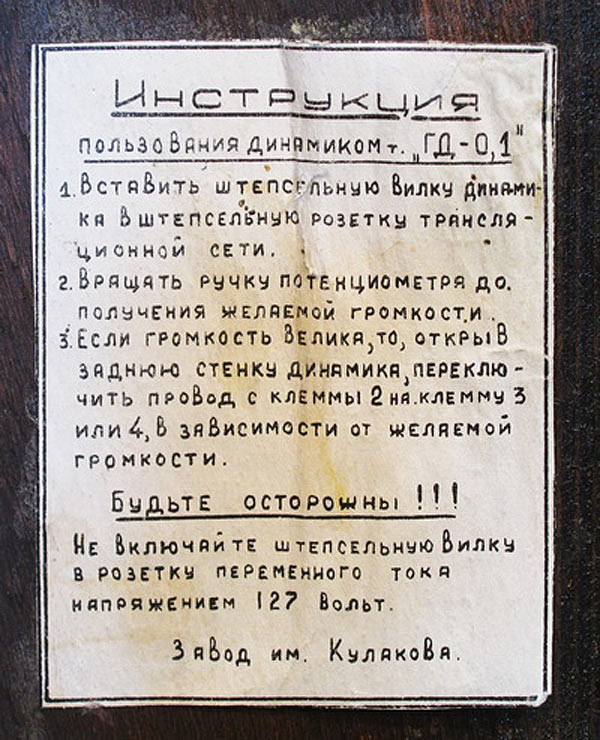 Инструкция
пользования динамиком т. „ГД-0,1"
1. Вставить штепсельную вилку динами-
ка в штепсельную розетку трансля-
ционной сети.
2. Вращать ручку потенциометра до.
получения желаемой громкости.
3. Если громкость велика, то, открыв
заднюю стенку динамика, переклю-
чить провод с клеммы 2 на. клемму 3
или 4, в зависимости от желаемой
громкости.
Будьте осторожны !!!
Не включайте штепсельную вилку
в розетку переменного тока
напряжением 127 вольт.
Завод им. Кулакова.